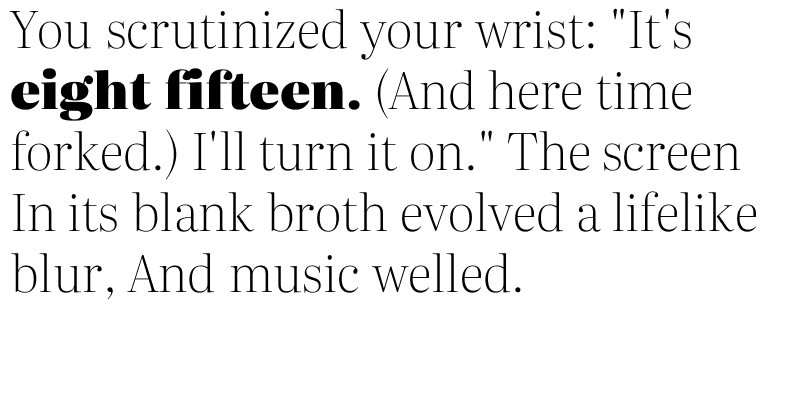 You scrutinized your wrist: "It's
eight fifteen. (And here time
forked.) I'll turn it on." The screen
In its blank broth evolved a lifelike
blur, And music welled.